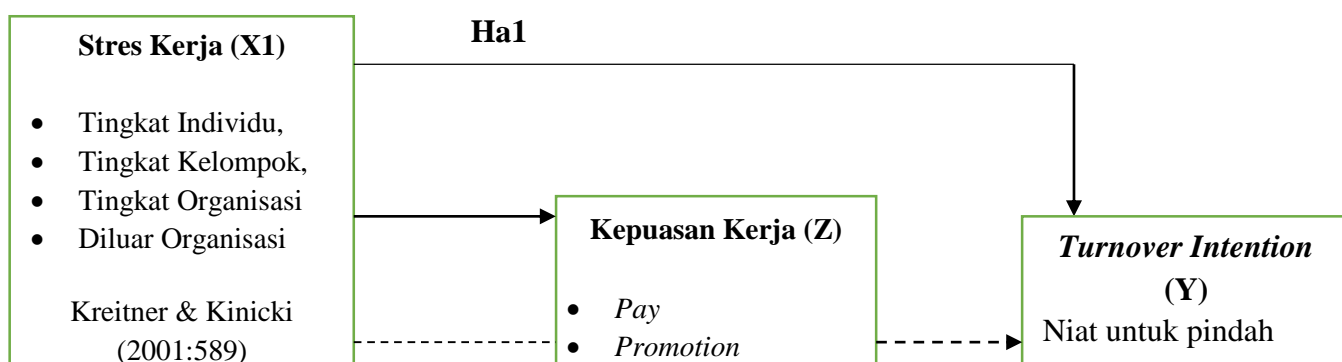 Ha1
Stres Kerja (X1)
• Tingkat Individu,
• Tingkat Kelompok,
• Tingkat Organisasi
• Diluar Organisasi
Kreitner & Kinicki
(2001:589)
Kepuasan Kerja (Z)
• Pay
• Promotion
Turnover Intention
(Y)
Niat untuk pindah